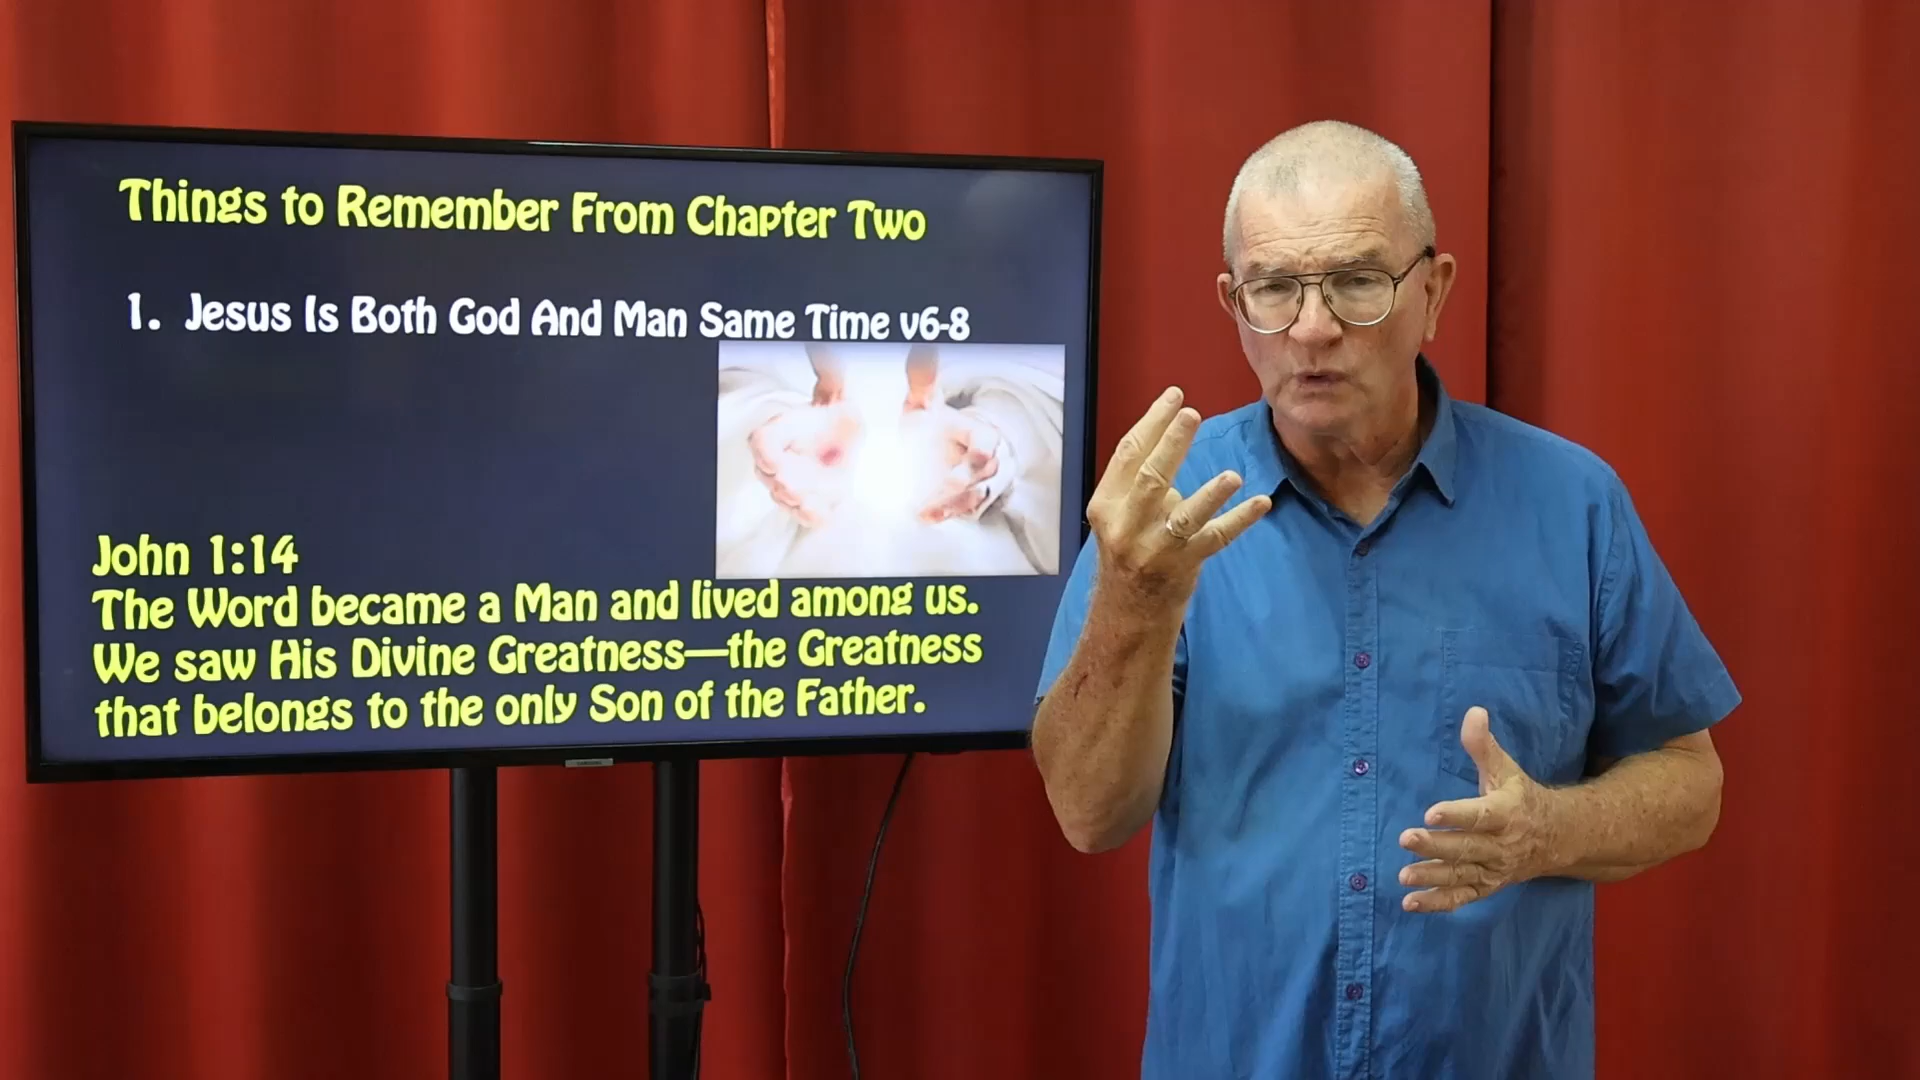 Things to Remember From Chapter Two
1. Jesus Is Both God And Man Same Time v6-8
John 1:14
The Word became a Man and lived among us.
We saw His Divine Greatness—the Greatness
that belongs to the only Son of the Father.
SAMSUNG